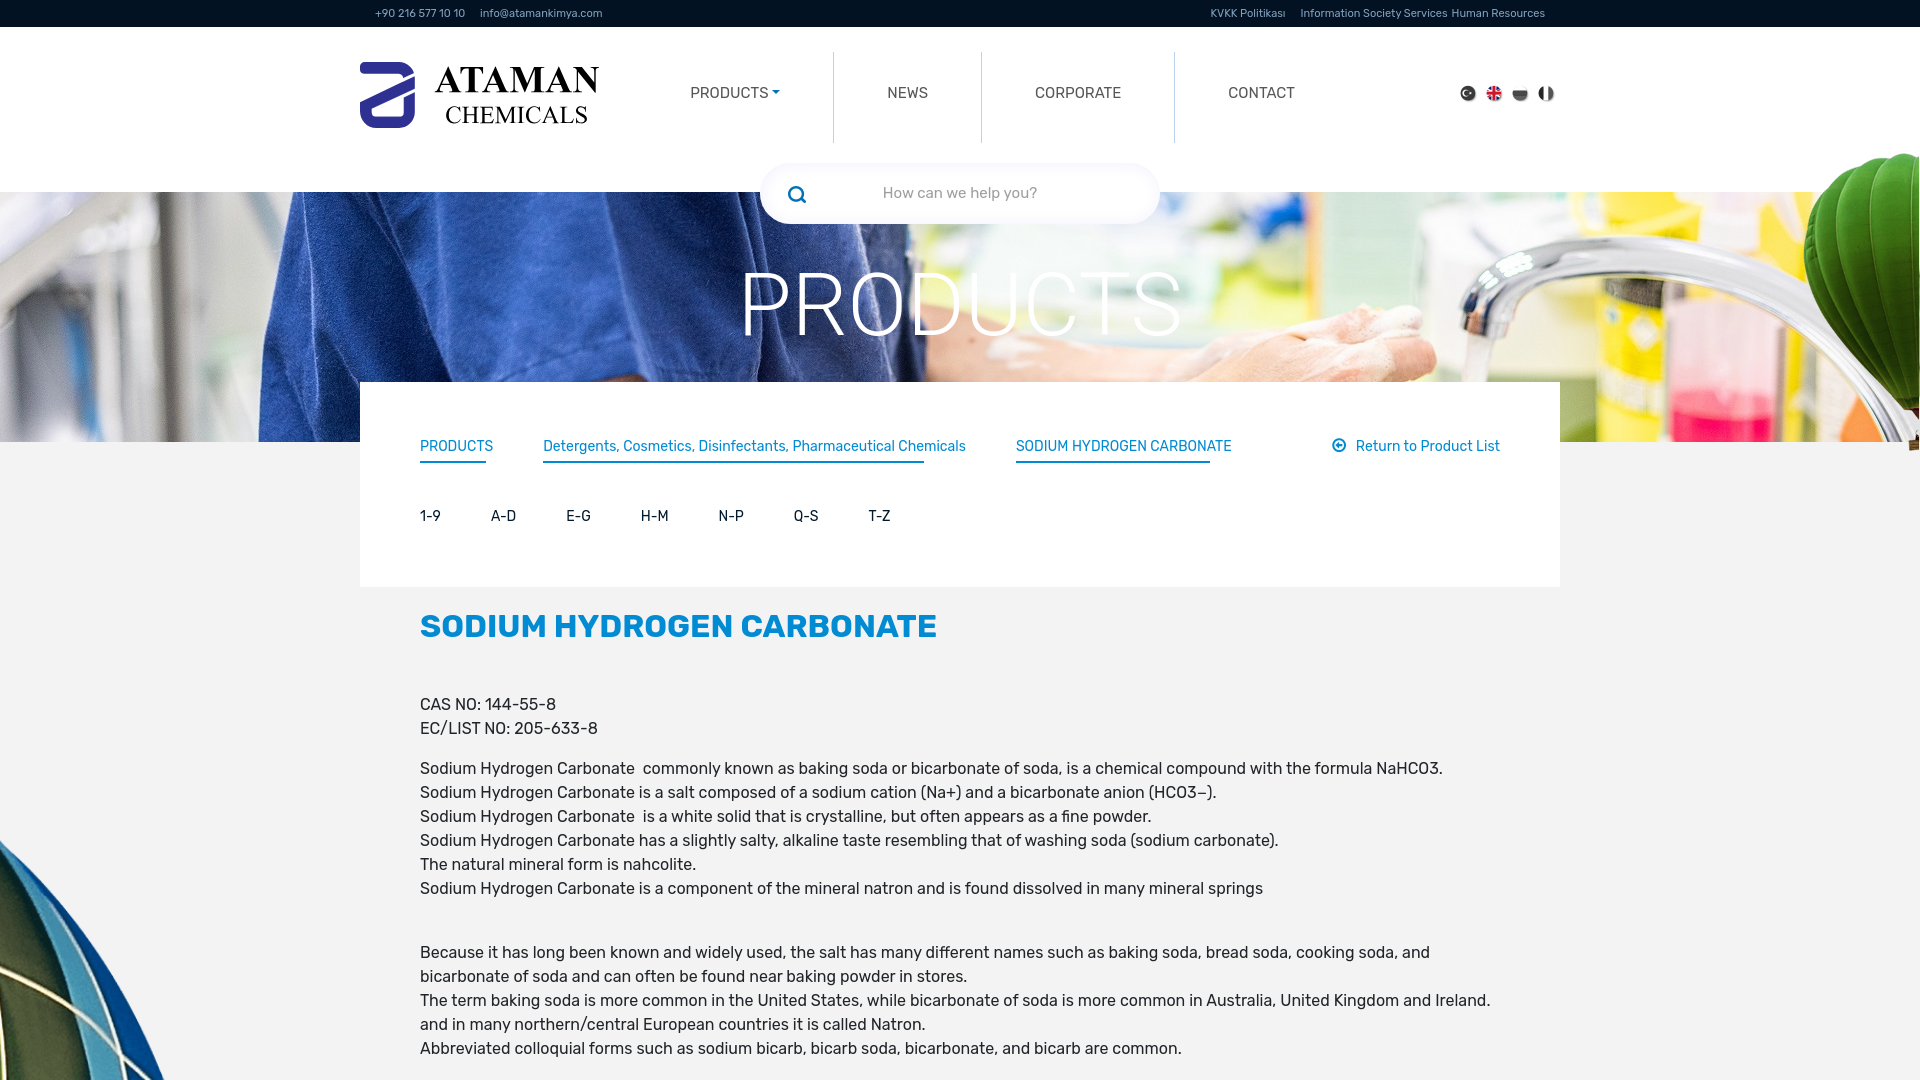 +90 216 577 10 10 info@atamankimya.com KVKK Politikası Information Society Services Human Resources
ATAMAN
CHEMICALS
PRODUCTS NEWS CORPORATE CONTACT
How can we help you?
PRODUCTS
PRODUCTS Detergents, Cosmetics, Disinfectants, Pharmaceutical Chemicals SODIUM HYDROGEN CARBONATE Return to Product List
1-9 A-D E-G H-M N-P Q-S T-Z
SODIUM HYDROGEN CARBONATE
CAS NO: 144-55-8
EC/LIST NO: 205-633-8
Sodium Hydrogen Carbonate  commonly known as baking soda or bicarbonate of soda, is a chemical compound with the formula NaHCO3.
Sodium Hydrogen Carbonate is a salt composed of a sodium cation (Na+) and a bicarbonate anion (HCO3−).
Sodium Hydrogen Carbonate  is a white solid that is crystalline, but often appears as a fine powder.
Sodium Hydrogen Carbonate has a slightly salty, alkaline taste resembling that of washing soda (sodium carbonate).
The natural mineral form is nahcolite.
Sodium Hydrogen Carbonate is a component of the mineral natron and is found dissolved in many mineral springs
Because it has long been known and widely used, the salt has many different names such as baking soda, bread soda, cooking soda, and
bicarbonate of soda and can often be found near baking powder in stores.
The term baking soda is more common in the United States, while bicarbonate of soda is more common in Australia, United Kingdom and Ireland.
and in many northern/central European countries it is called Natron.
Abbreviated colloquial forms such as sodium bicarb, bicarb soda, bicarbonate, and bicarb are common.